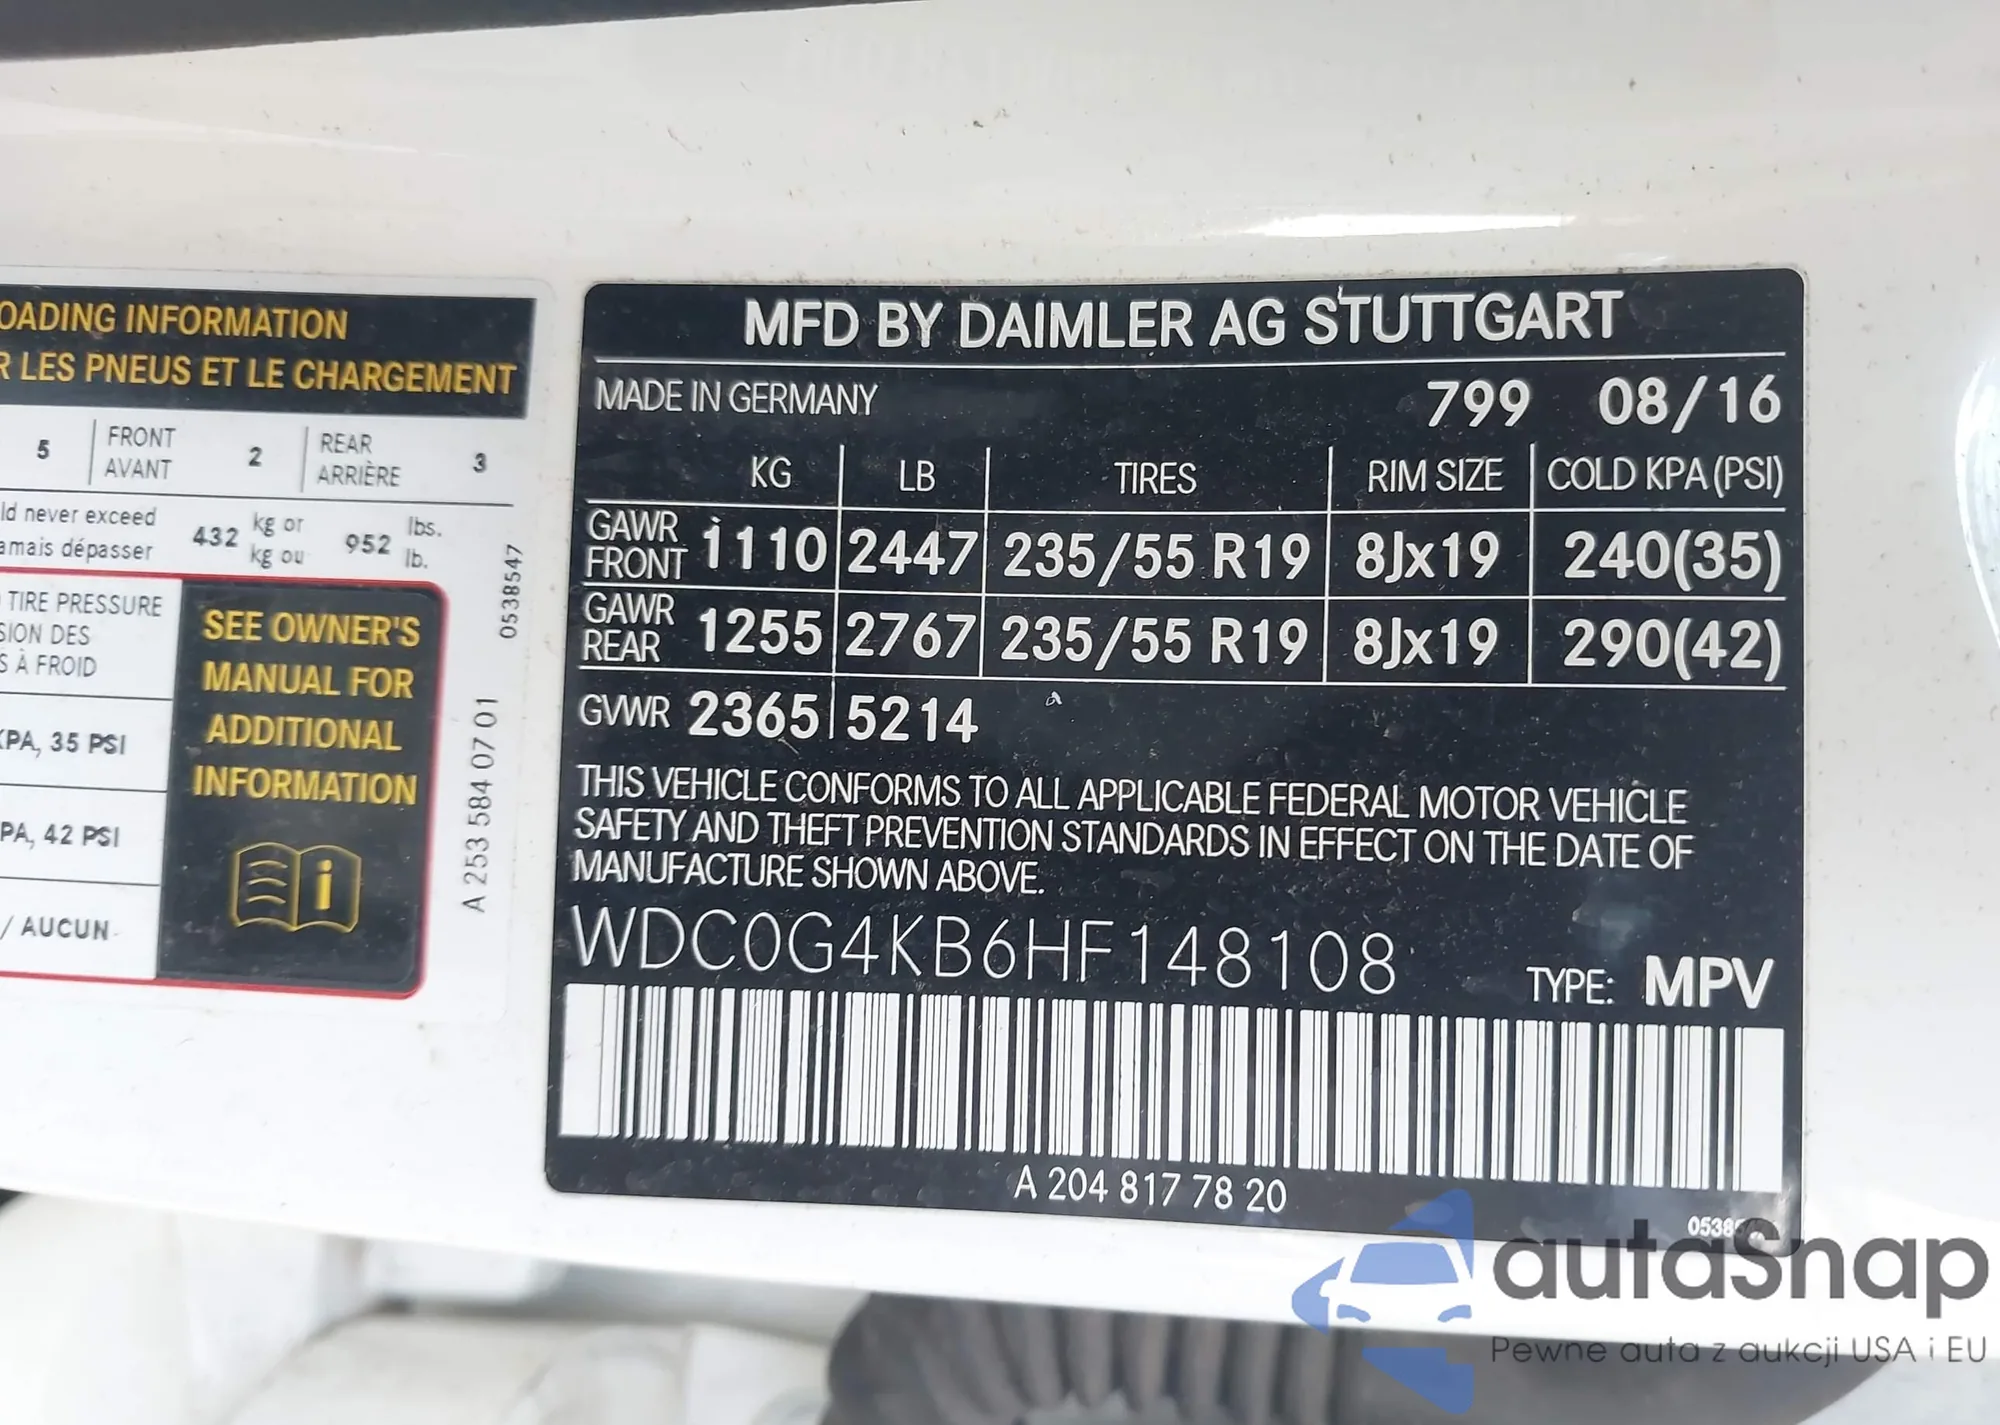 OADING INFORMATION
R LES PNEUS ET LE CHARGEMENT
5 FRONT AVANT 2 REAR ARRIÈRE 3
ld never exceed
amais dépasser
432 kg or kg ou 952 lbs. lb.
TIRE PRESSURE
SION DES
S À FROID
KPA, 35 PSI
PA, 42 PSI
/ AUCUN
SEE OWNER'S
MANUAL FOR
ADDITIONAL
INFORMATION
A 253 584 07 01
0538547
MFD BY DAIMLER AG STUTTGART
MADE IN GERMANY 799 08/16
KG LB TIRES RIM SIZE COLD KPA (PSI)
GAWR FRONT 1110 2447 235/55 R19 8Jx19 240(35)
GAWR REAR 1255 2767 235/55 R19 8Jx19 290(42)
GVWR 2365 5214
THIS VEHICLE CONFORMS TO ALL APPLICABLE FEDERAL MOTOR VEHICLE
SAFETY AND THEFT PREVENTION STANDARDS IN EFFECT ON THE DATE OF
MANUFACTURE SHOWN ABOVE.
WDC0G4KB6HF148108 TYPE: MPV
A 204 817 78 20
autaSnap
Pewne auta z aukcji USA i EU